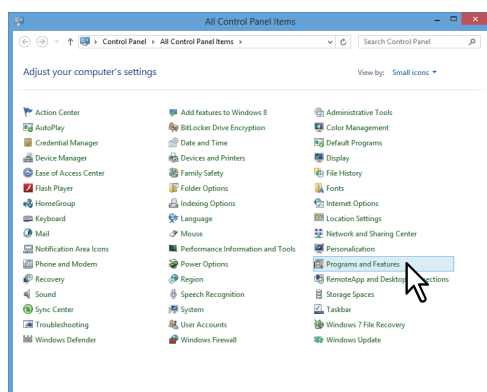 All Control Panel Items
Control Panel All Control Panel Items
Search Control Panel
Adjust your computer's settings
View by: Small icons
Action Center Add features to Windows 8 Administrative Tools
AutoPlay BitLocker Drive Encryption Color Management
Credential Manager Date and Time Default Programs
Device Manager Devices and Printers Display
Ease of Access Center Family Safety File History
Flash Player Folder Options Fonts
HomeGroup Indexing Options Internet Options
Keyboard Language Location Settings
Mail Mouse Network and Sharing Center
Notification Area Icons Performance Information and Tools Personalization
Phone and Modem Power Options Programs and Features
Recovery Region RemoteApp and Desktop
Sound Speech Recognition Storage Spaces
Sync Center System Taskbar
Troubleshooting User Accounts Windows 7 File Recovery
Windows Defender Windows Firewall Windows Update